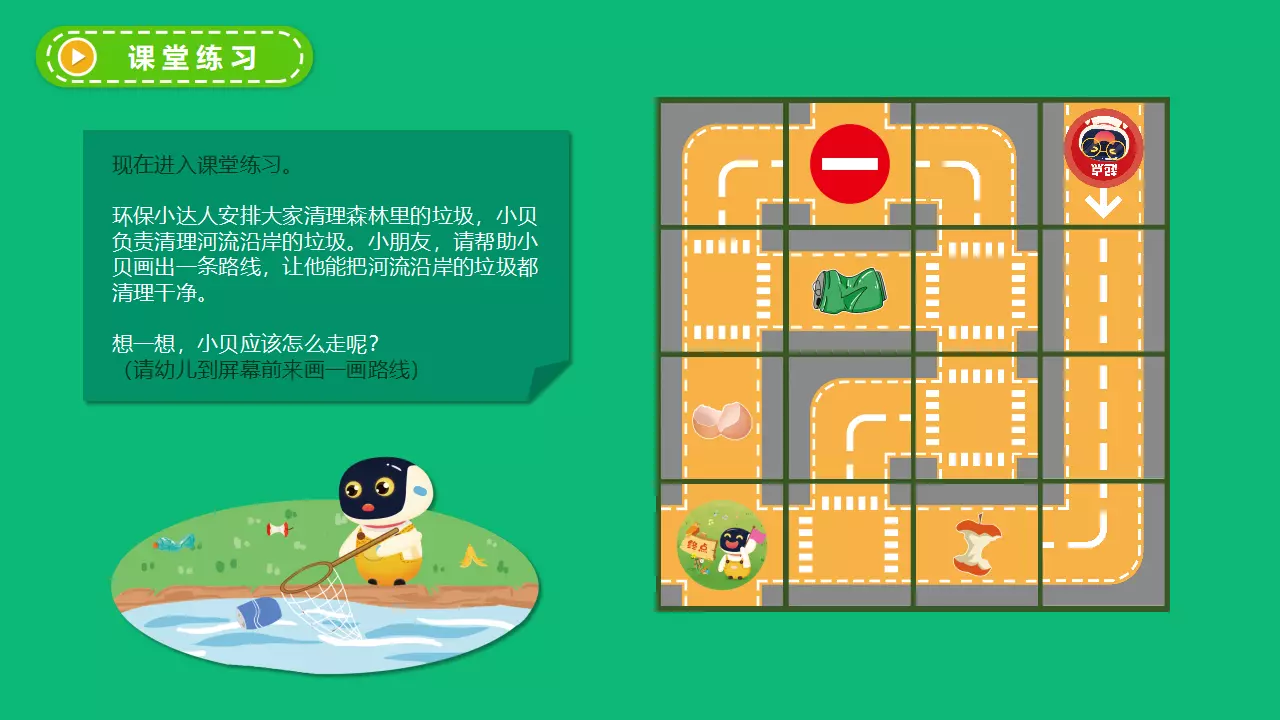 课堂练习
现在进入课堂练习。
环保小达人安排大家清理森林里的垃圾，小贝
负责清理河流沿岸的垃圾。小朋友，请帮助小
贝画出一条路线，让他能把河流沿岸的垃圾都
清理干净。
想一想，小贝应该怎么走呢？
（请幼儿到屏幕前来画一画路线）
起点
终点